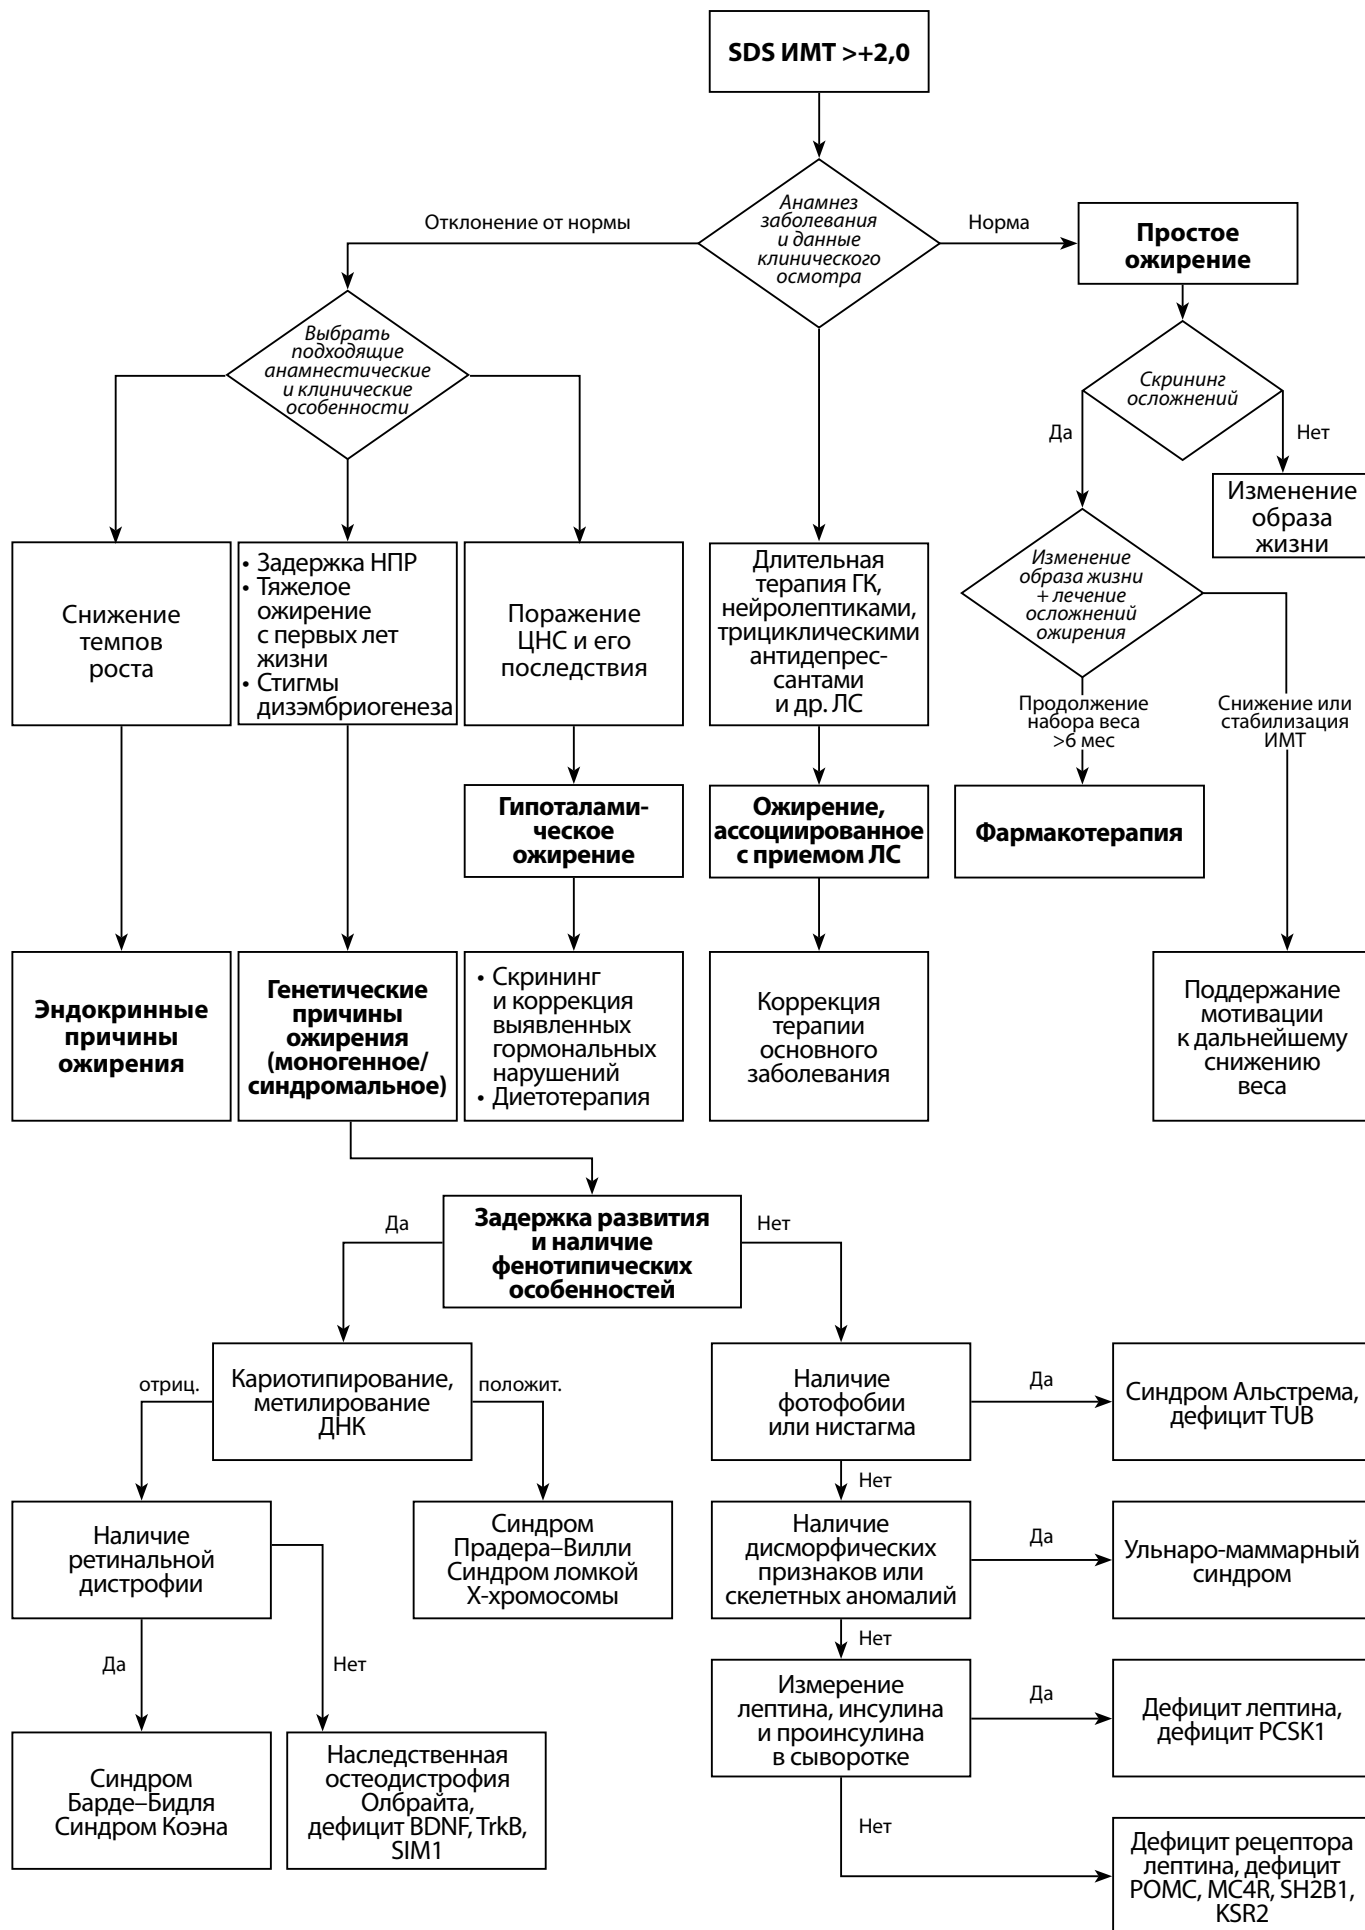 SDS ИМТ >+2,0
Анамнез
заболевания
и данные
клинического
осмотра
Отклонение от нормы
Норма
Простое
ожирение
Выбрать
подходящие
анамнестические
и клинические
особенности
Скрининг
осложнений
Да
Нет
Изменение
образа
жизни
Изменение
образа жизни
+ лечение
осложнений
ожирения
Снижение
темпов
роста
• Задержка НПР
• Тяжелое
ожирение
с первых лет
жизни
• Стигмы
дизэмбриогенеза
Поражение
ЦНС и его
последствия
Длительная
терапия ГК,
нейролептиками,
трициклическими
антидепрес-
сантами
и др. ЛС
Продолжение
набора веса
>6 мес
Снижение или
стабилизация
ИМТ
Гипоталами-
ческое
ожирение
Ожирение,
ассоциированное
с приемом ЛС
Фармакотерапия
Эндокринные
причины
ожирения
Генетические
причины
ожирения
(моногенное/
синдромальное)
• Скрининг
и коррекция
выявленных
гормональных
нарушений
• Диетотерапия
Коррекция
терапии
основного
заболевания
Поддержание
мотивации
к дальнейшему
снижению
веса
Да
Задержка развития
и наличие
фенотипических
особенностей
Нет
отриц.
Кариотипирование,
метилирование
ДНК
положит.
Наличие
фотофобии
или нистагма
Да
Синдром Альстрема,
дефицит TUB
Нет
Наличие
ретинальной
дистрофии
Синдром
Прадера–Вилли
Синдром ломкой
Х-хромосомы
Наличие
дисморфических
признаков или
скелетных аномалий
Да
Ульнаро-маммарный
синдром
Нет
Да
Нет
Измерение
лептина, инсулина
и проинсулина
в сыворотке
Да
Дефицит лептина,
дефицит PCSK1
Синдром
Барде–Бидля
Синдром Коэна
Наследственная
остеодистрофия
Олбрайта,
дефицит BDNF, TrkB,
SIM1
Нет
Дефицит рецептора
лептина, дефицит
POMC, MC4R, SH2B1,
KSR2